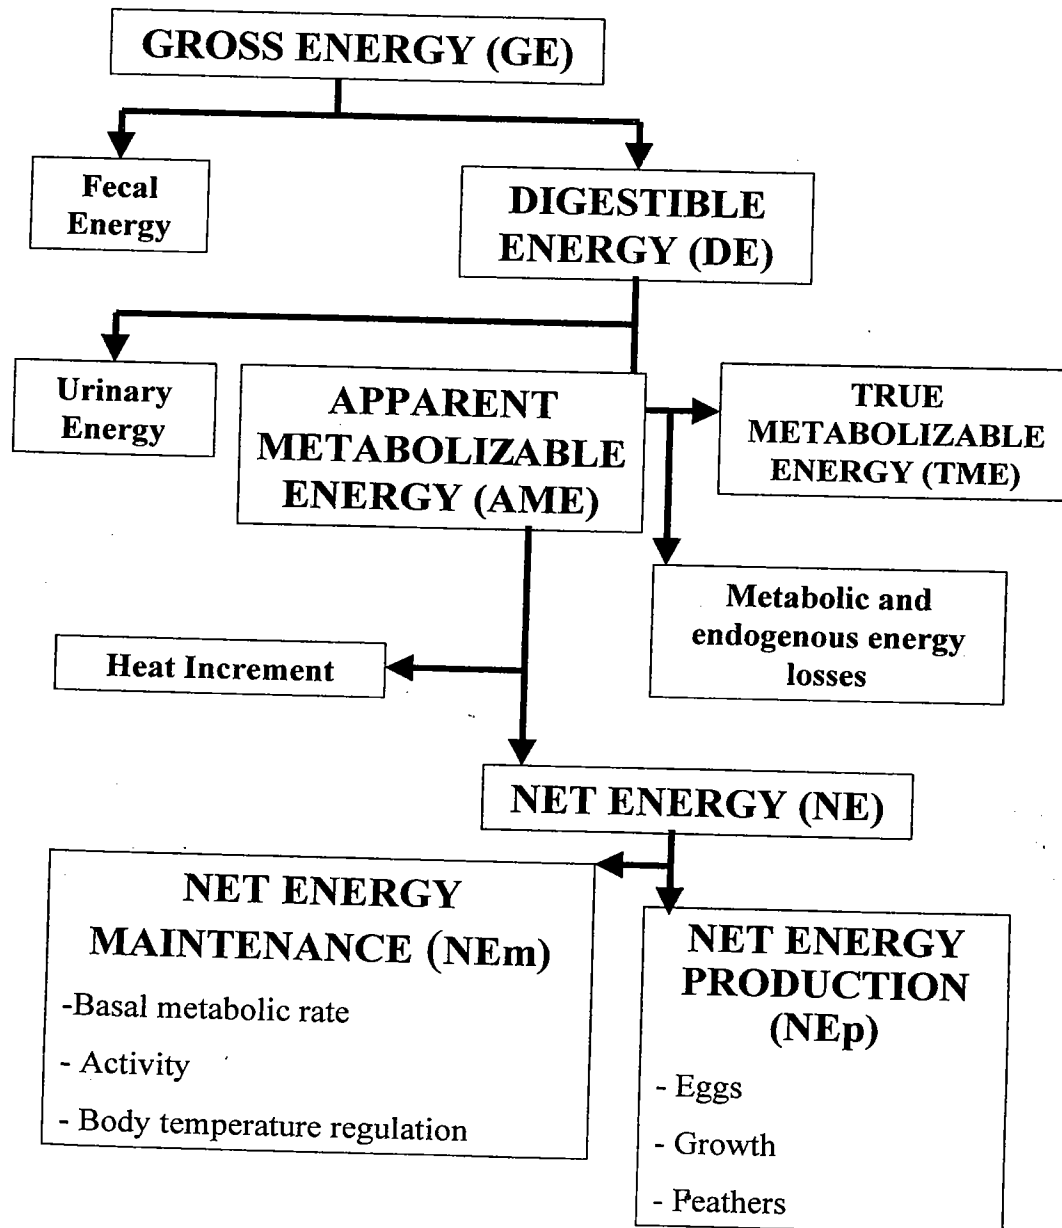 GROSS ENERGY (GE)
Fecal
Energy
DIGESTIBLE
ENERGY (DE)
Urinary
Energy
APPARENT
METABOLIZABLE
ENERGY (AME)
TRUE
METABOLIZABLE
ENERGY (TME)
Metabolic and
endogenous energy
losses
Heat Increment
NET ENERGY (NE)
NET ENERGY
MAINTENANCE (NEm)
-Basal metabolic rate
- Activity
- Body temperature regulation
NET ENERGY
PRODUCTION
(NEp)
- Eggs
- Growth
- Feathers